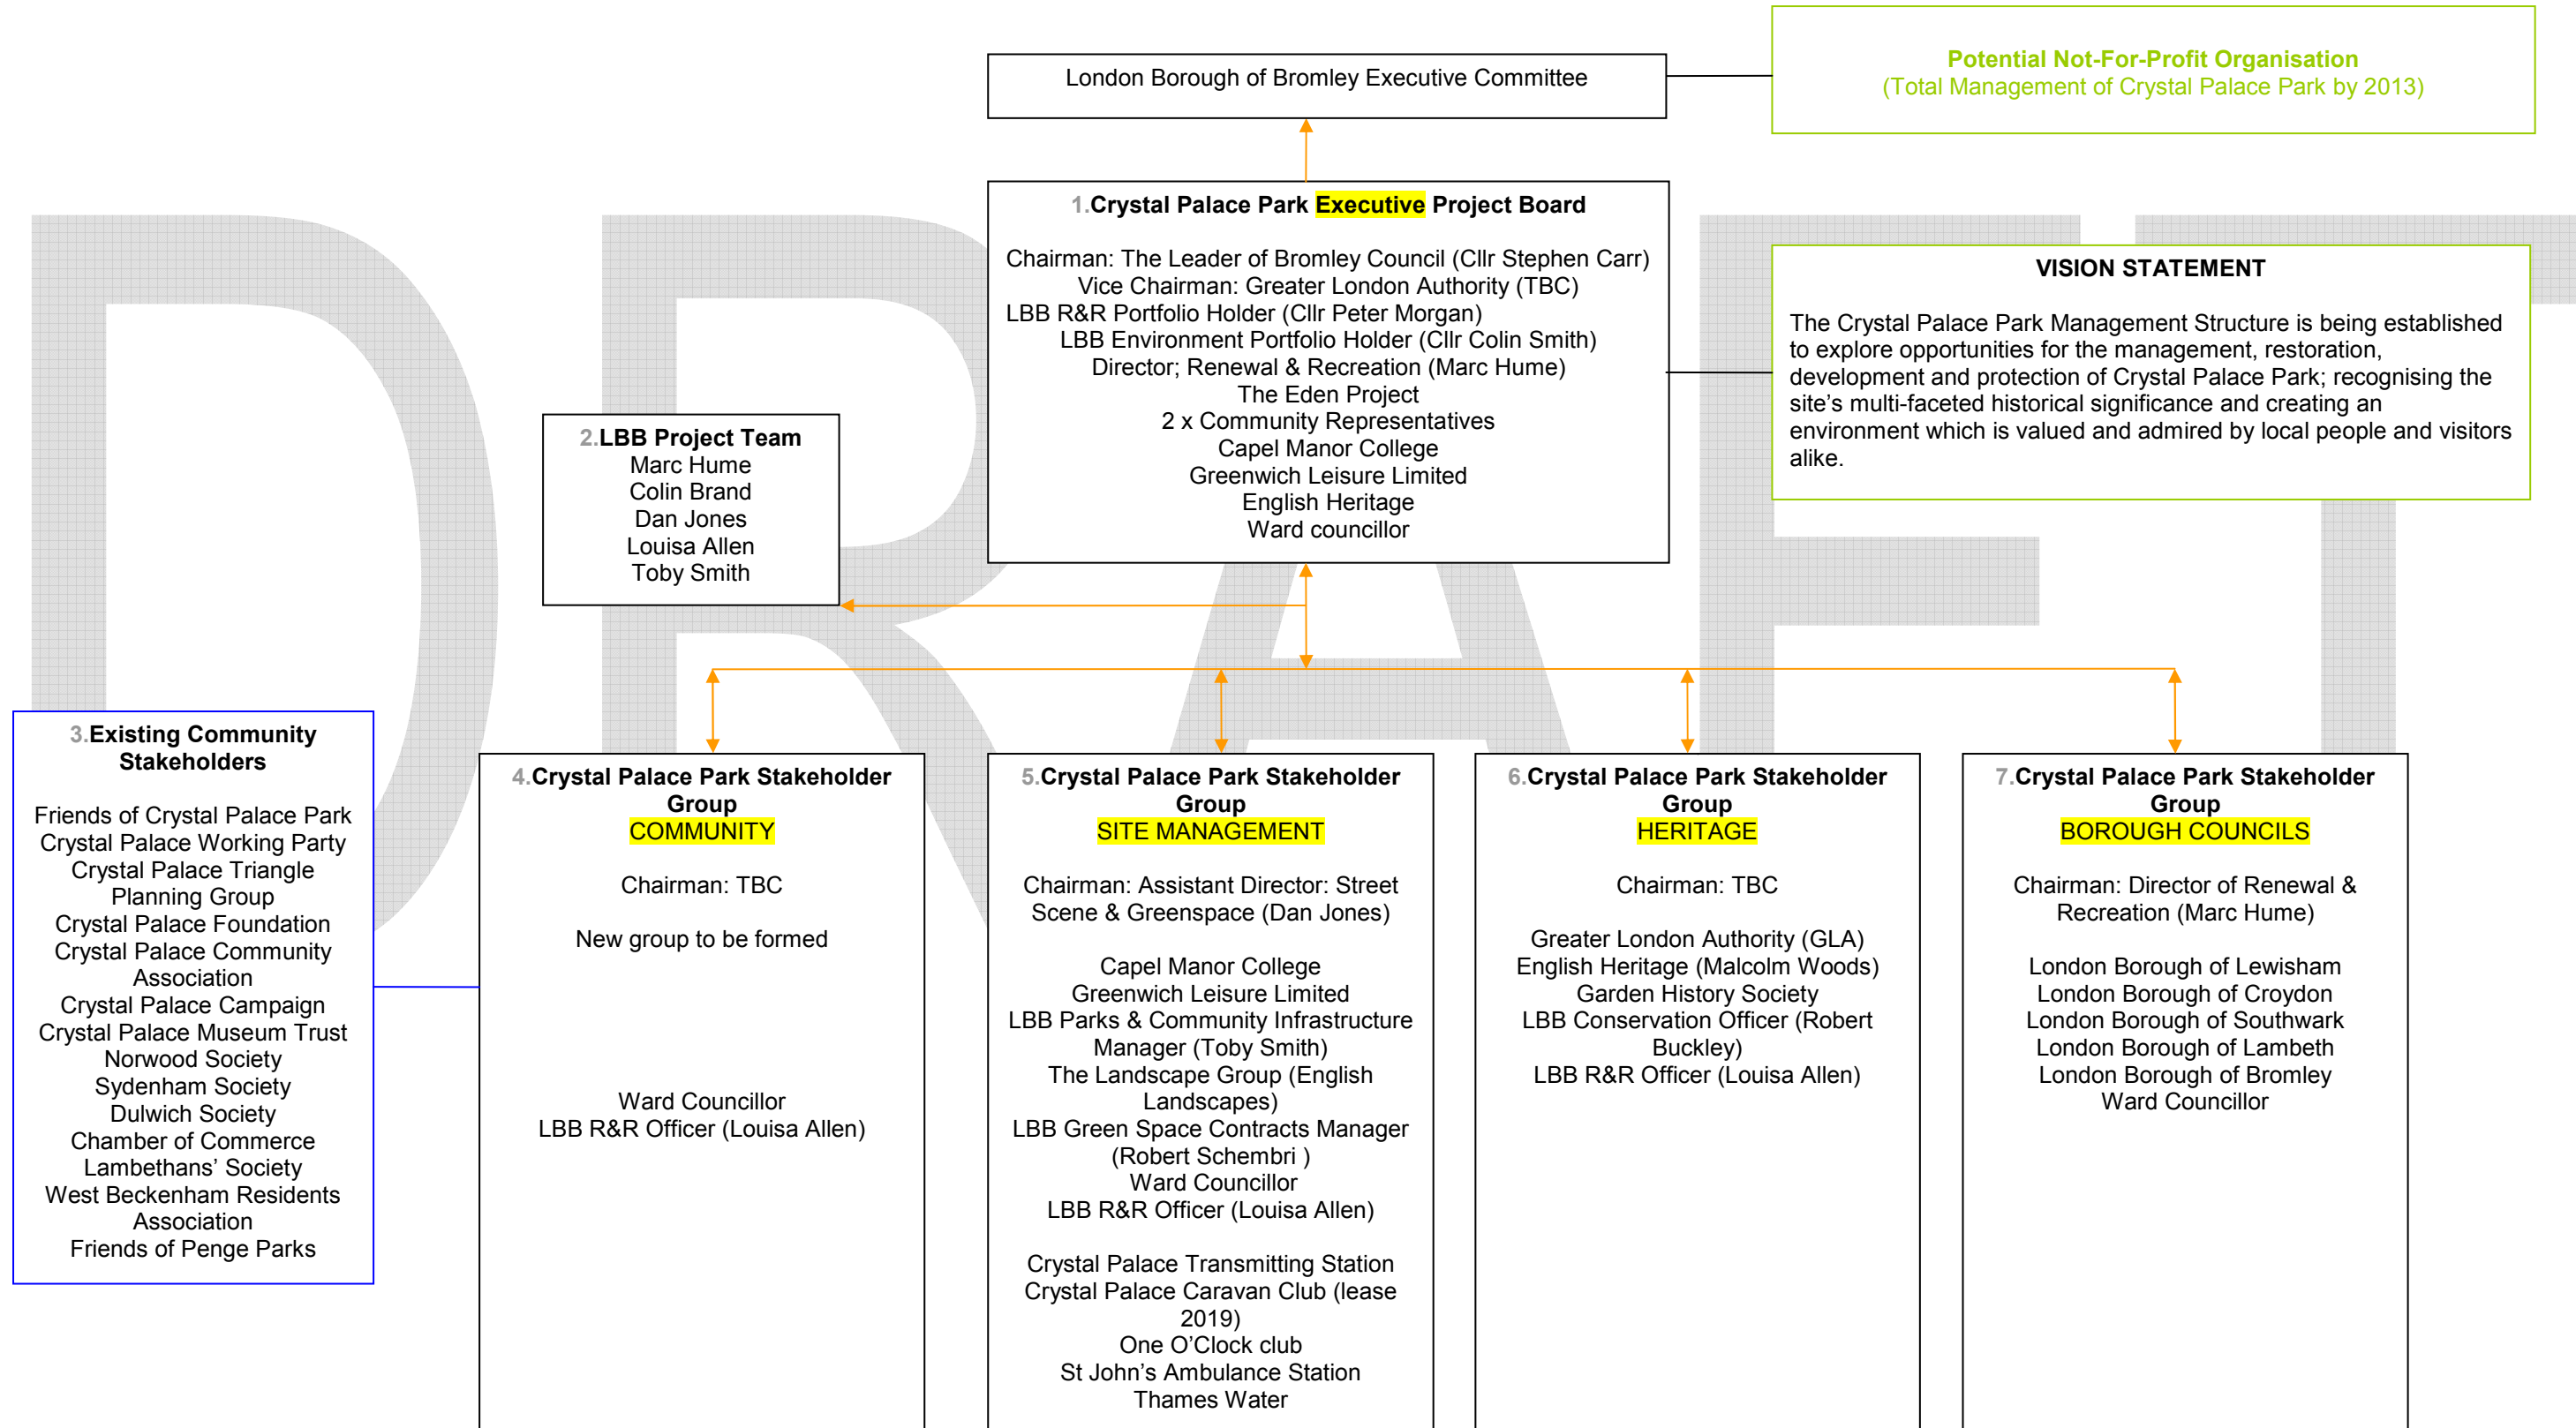 London Borough of Bromley Executive Committee
Potential Not-For-Profit Organisation
(Total Management of Crystal Palace Park by 2013)
1.Crystal Palace Park Executive Project Board
Chairman: The Leader of Bromley Council (Cllr Stephen Carr)
Vice Chairman: Greater London Authority (TBC)
LBB R&R Portfolio Holder (Cllr Peter Morgan)
LBB Environment Portfolio Holder (Cllr Colin Smith)
Director; Renewal & Recreation (Marc Hume)
The Eden Project
2 x Community Representatives
Capel Manor College
Greenwich Leisure Limited
English Heritage
Ward councillor
VISION STATEMENT
The Crystal Palace Park Management Structure is being established
to explore opportunities for the management, restoration,
development and protection of Crystal Palace Park; recognising the
site's multi-faceted historical significance and creating an
environment which is valued and admired by local people and visitors
alike.
2.LBB Project Team
Marc Hume
Colin Brand
Dan Jones
Louisa Allen
Toby Smith
DRAFT
3.Existing Community
Stakeholders
Friends of Crystal Palace Park
Crystal Palace Working Party
Crystal Palace Triangle
Planning Group
Crystal Palace Foundation
Crystal Palace Community
Association
Crystal Palace Campaign
Crystal Palace Museum Trust
Norwood Society
Sydenham Society
Dulwich Society
Chamber of Commerce
Lambethans' Society
West Beckenham Residents
Association
Friends of Penge Parks
4.Crystal Palace Park Stakeholder
Group
COMMUNITY
Chairman: TBC
New group to be formed
Ward Councillor
LBB R&R Officer (Louisa Allen)
5.Crystal Palace Park Stakeholder
Group
SITE MANAGEMENT
Chairman: Assistant Director: Street
Scene & Greenspace (Dan Jones)
Capel Manor College
Greenwich Leisure Limited
LBB Parks & Community Infrastructure
Manager (Toby Smith)
The Landscape Group (English
Landscapes)
LBB Green Space Contracts Manager
(Robert Schembri )
Ward Councillor
LBB R&R Officer (Louisa Allen)
Crystal Palace Transmitting Station
Crystal Palace Caravan Club (lease
2019)
One O'Clock club
St John's Ambulance Station
Thames Water
6.Crystal Palace Park Stakeholder
Group
HERITAGE
Chairman: TBC
Greater London Authority (GLA)
English Heritage (Malcolm Woods)
Garden History Society
LBB Conservation Officer (Robert
Buckley)
LBB R&R Officer (Louisa Allen)
7.Crystal Palace Park Stakeholder
Group
BOROUGH COUNCILS
Chairman: Director of Renewal &
Recreation (Marc Hume)
London Borough of Lewisham
London Borough of Croydon
London Borough of Southwark
London Borough of Lambeth
London Borough of Bromley
Ward Councillor